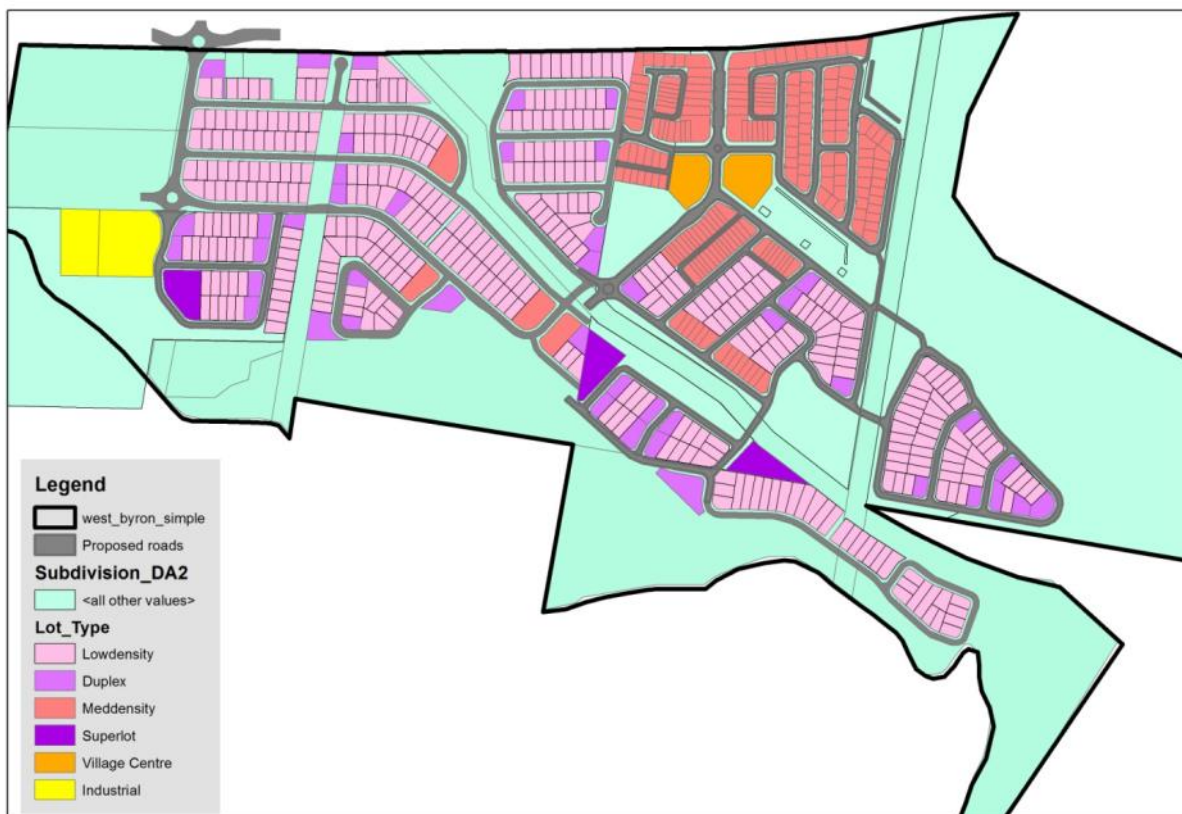 Legend
west_byron_simple
Proposed roads
Subdivision_DA2
<all other values>
Lot_Type
Lowdensity
Duplex
Meddensity
Superlot
Village Centre
Industrial